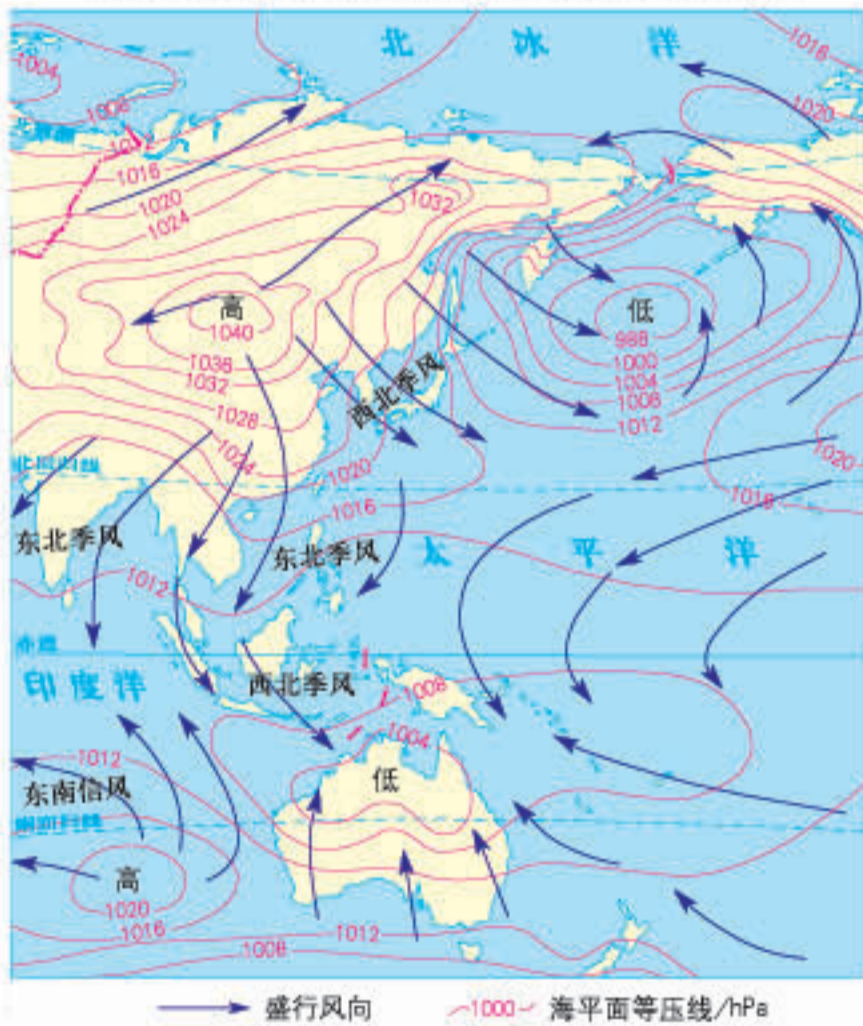 北 冰 洋
1016
1004
1008
1020
1012
1016
1020
1024
1032
高
1040
低
988
1036
1000
1032
1004
西北季风
1008
1028
1012
1024
1020
1020
北回归线
1016
1016
东北季风
东北季风
太 平 洋
1012
赤道
印度洋
西北季风
1008
1004
1012
低
东南信风
南回归线
高
1020
1016
1012
1008
盛行风向
1000
海平面等压线/hPa